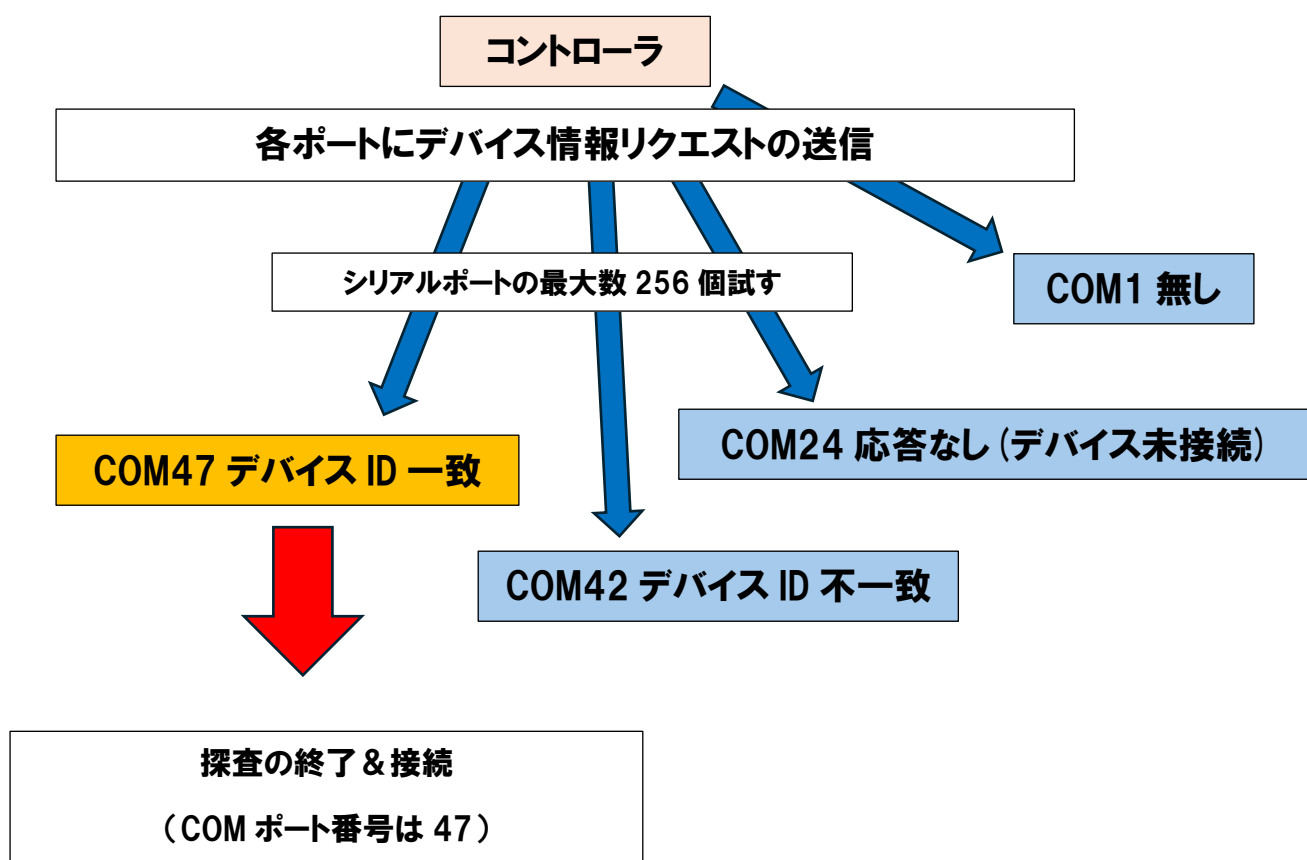 コントローラ
各ポートにデバイス情報リクエストの送信
シリアルポートの最大数 256 個試す
COM1 無し
COM24 応答なし (デバイス未接続)
COM47 デバイス ID 一致
COM42 デバイス ID 不一致
探査の終了&接続
(COM ポート番号は 47)